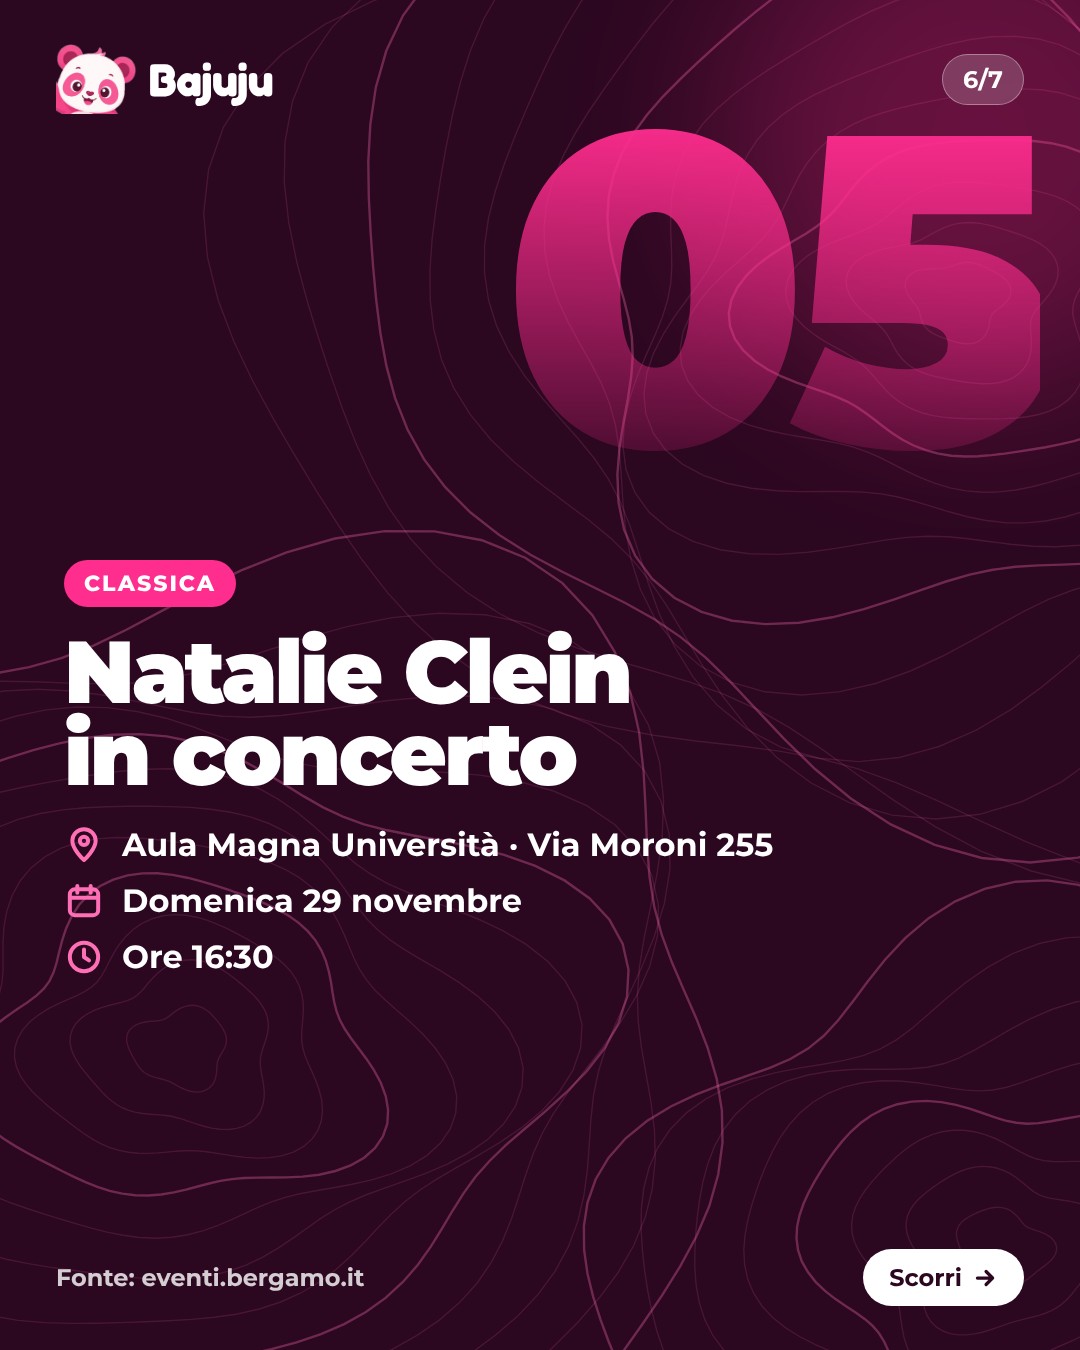 Bajuju
6/7
05
CLASSICA
Natalie Clein
in concerto
Aula Magna Università · Via Moroni 255
Domenica 29 novembre
Ore 16:30
Fonte: eventi.bergamo.it
Scorri →